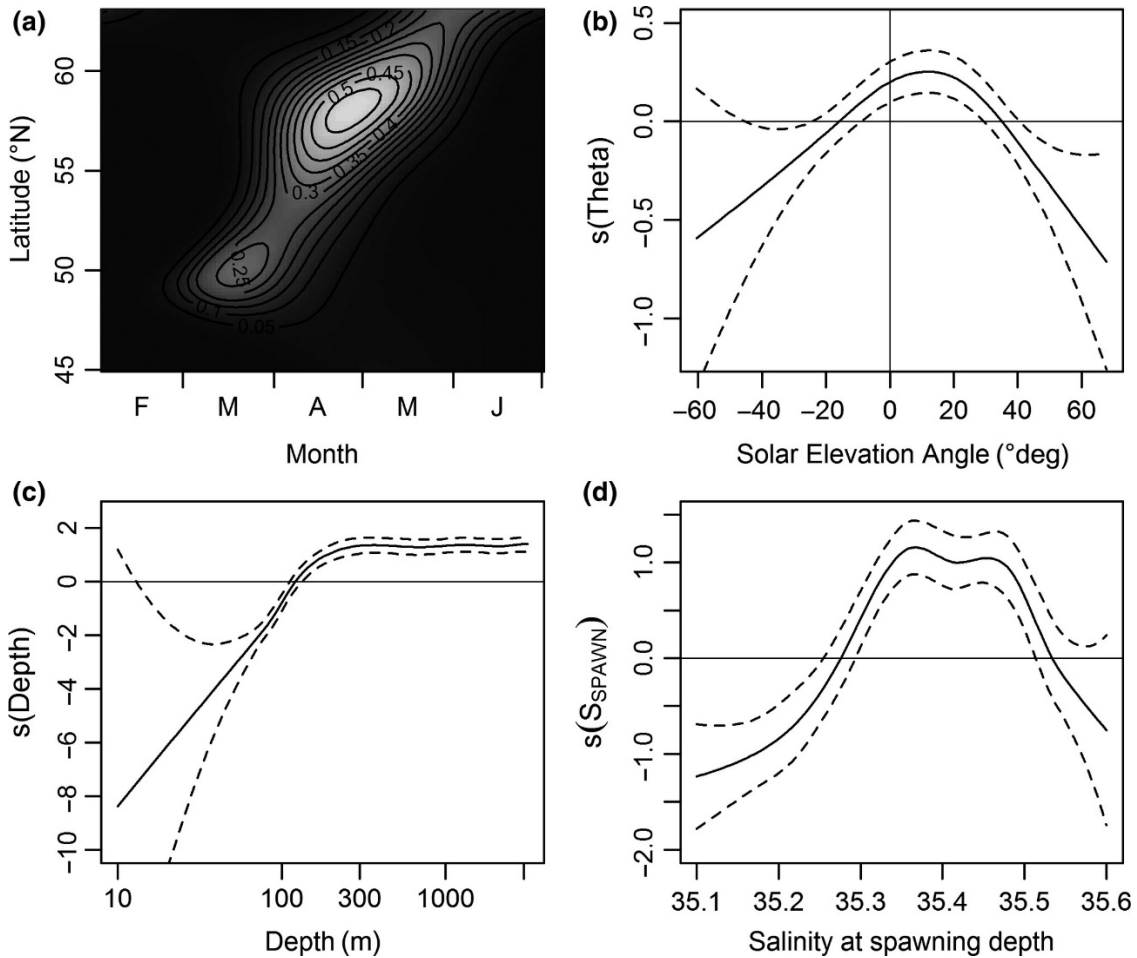 (a)
Latitude (°N)
60
55
50
45
0.15
0.2
0.45
0.5
0.4
0.35
0.3
0.25
0.1
0.05
F M A M J
Month
(b)
s(Theta)
0.5
0.0
−0.5
−1.0
−60 −40 −20 0 20 40 60
Solar Elevation Angle (°deg)
(c)
s(Depth)
2
0
−2
−4
−6
−8
−10
10 100 300 1000
Depth (m)
(d)
s(SSPAWN)
1.0
0.0
−1.0
−2.0
35.1 35.2 35.3 35.4 35.5 35.6
Salinity at spawning depth